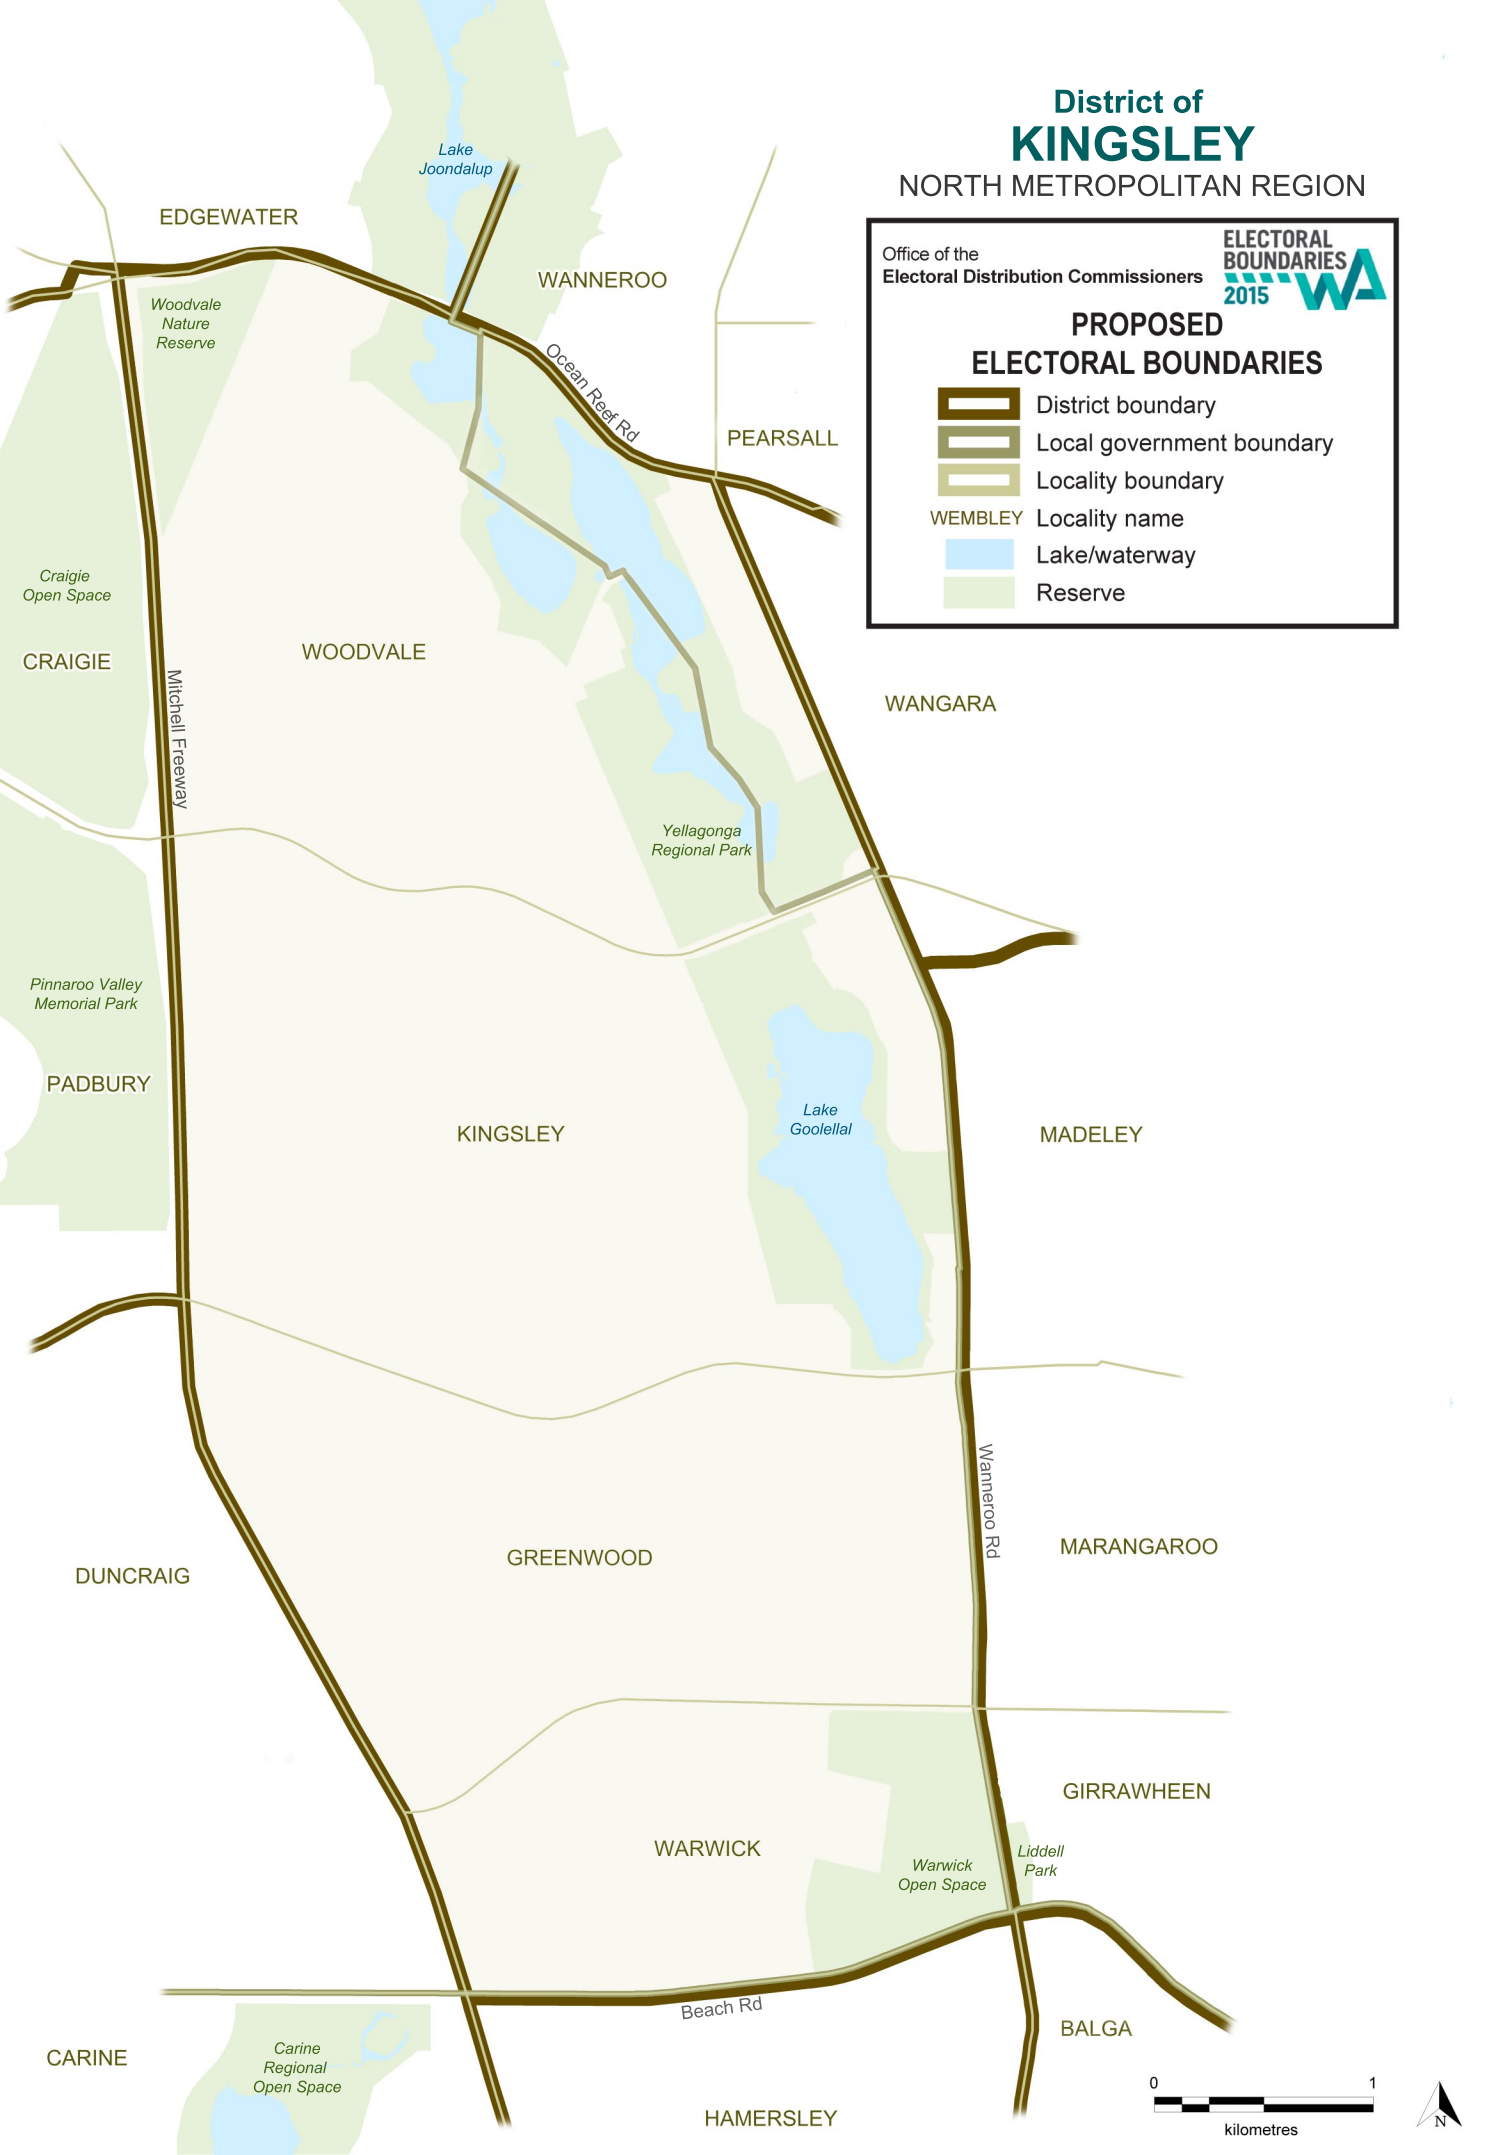 District of
KINGSLEY
NORTH METROPOLITAN REGION
Office of the
Electoral Distribution Commissioners
ELECTORAL
BOUNDARIES
2015
WA
PROPOSED
ELECTORAL BOUNDARIES
District boundary
Local government boundary
Locality boundary
WEMBLEY Locality name
Lake/waterway
Reserve
Lake
Joondalup
EDGEWATER
WANNEROO
Woodvale
Nature
Reserve
Ocean Reef Rd
PEARSALL
Craigie
Open Space
CRAIGIE
WOODVALE
Mitchell Freeway
WANGARA
Yellagonga
Regional Park
Pinnaroo Valley
Memorial Park
PADBURY
KINGSLEY
Lake
Goolellal
MADELEY
Wanneroo Rd
MARANGAROO
GREENWOOD
DUNCRAIG
GIRRAWHEEN
WARWICK
Warwick
Open Space
Liddell
Park
Beach Rd
BALGA
CARINE
Carine
Regional
Open Space
HAMERSLEY
0 1
kilometres
N